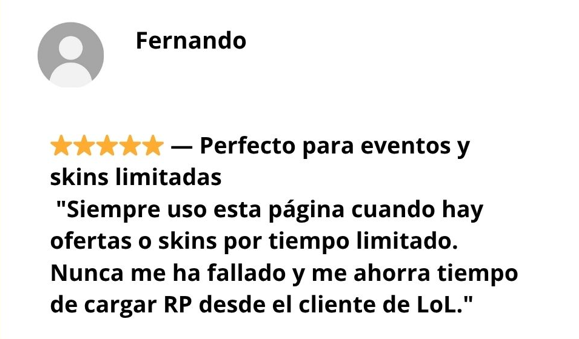 Fernando
⭐⭐⭐⭐⭐ — Perfecto para eventos y
skins limitadas
"Siempre uso esta página cuando hay
ofertas o skins por tiempo limitado.
Nunca me ha fallado y me ahorra tiempo
de cargar RP desde el cliente de LoL."